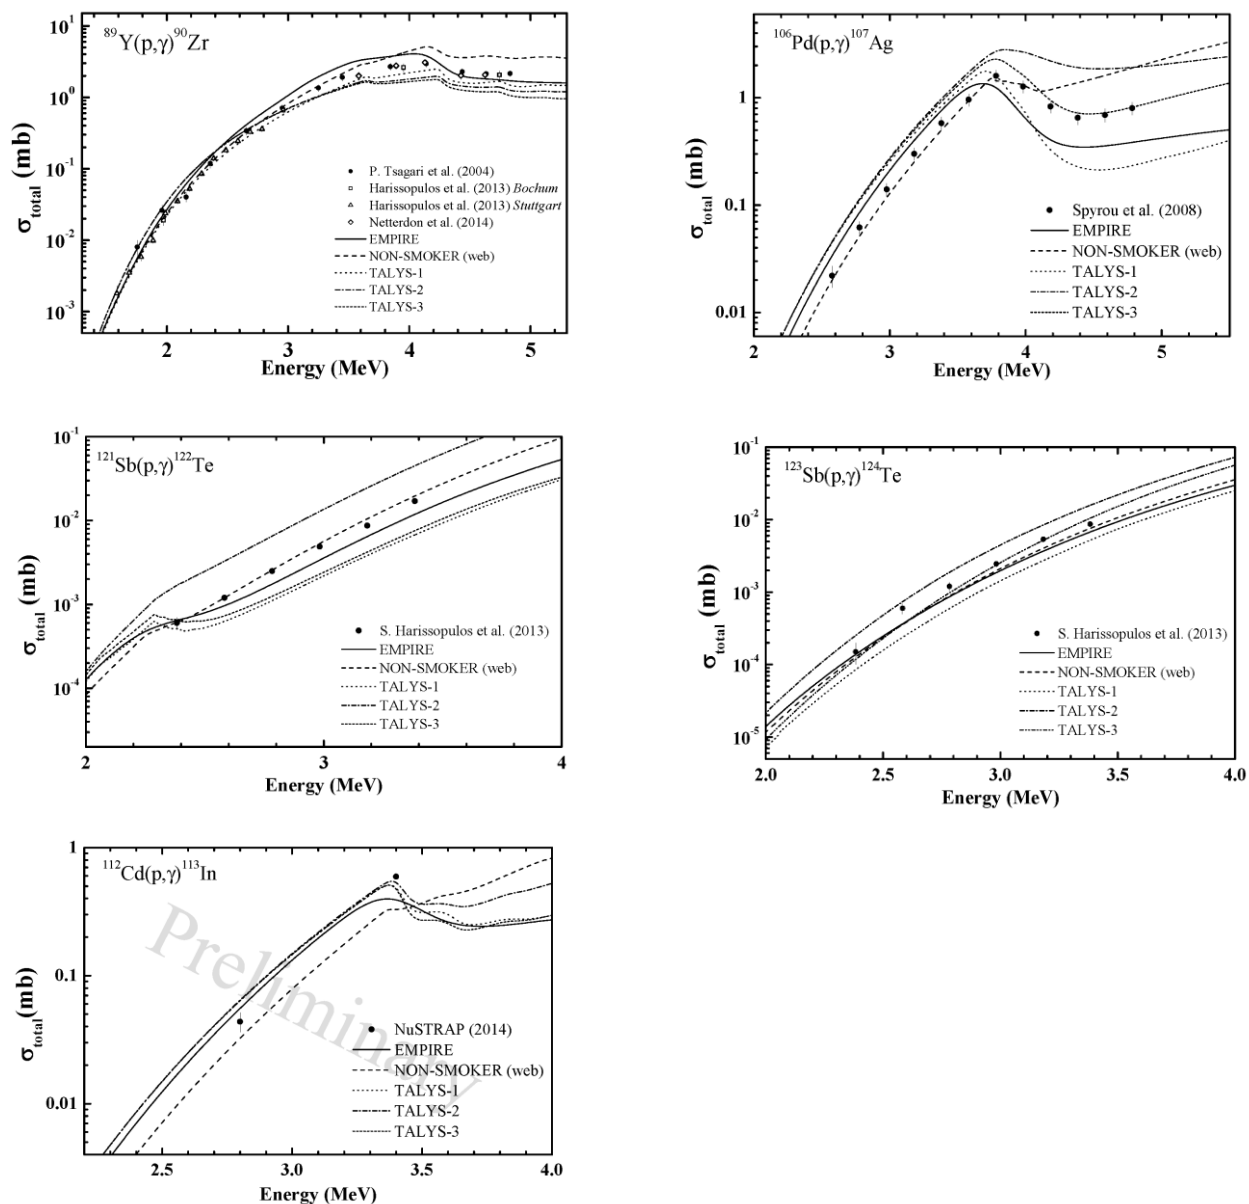 ⁸⁹Y(p,γ)⁹⁰Zr
σ_total (mb)
10¹
10⁰
10⁻¹
10⁻²
10⁻³
P. Tsagari et al. (2004)
Harissopulos et al. (2013) Bochum
Harissopulos et al. (2013) Stuttgart
Netterdon et al. (2014)
EMPIRE
NON-SMOKER (web)
TALYS-1
TALYS-2
TALYS-3
2 3 4 5
Energy (MeV)
¹⁰⁶Pd(p,γ)¹⁰⁷Ag
σ_total (mb)
1
0.1
0.01
Spyrou et al. (2008)
EMPIRE
NON-SMOKER (web)
TALYS-1
TALYS-2
TALYS-3
2 3 4 5
Energy (MeV)
¹²¹Sb(p,γ)¹²²Te
σ_total (mb)
10⁻¹
10⁻²
10⁻³
10⁻⁴
S. Harissopulos et al. (2013)
EMPIRE
NON-SMOKER (web)
TALYS-1
TALYS-2
TALYS-3
2 3 4
Energy (MeV)
¹²³Sb(p,γ)¹²⁴Te
σ_total (mb)
10⁻¹
10⁻²
10⁻³
10⁻⁴
10⁻⁵
S. Harissopulos et al. (2013)
EMPIRE
NON-SMOKER (web)
TALYS-1
TALYS-2
TALYS-3
2.0 2.5 3.0 3.5 4.0
Energy (MeV)
¹¹²Cd(p,γ)¹¹³In
σ_total (mb)
1
0.1
0.01
Preliminary
NuSTRAP (2014)
EMPIRE
NON-SMOKER (web)
TALYS-1
TALYS-2
TALYS-3
2.5 3.0 3.5 4.0
Energy (MeV)